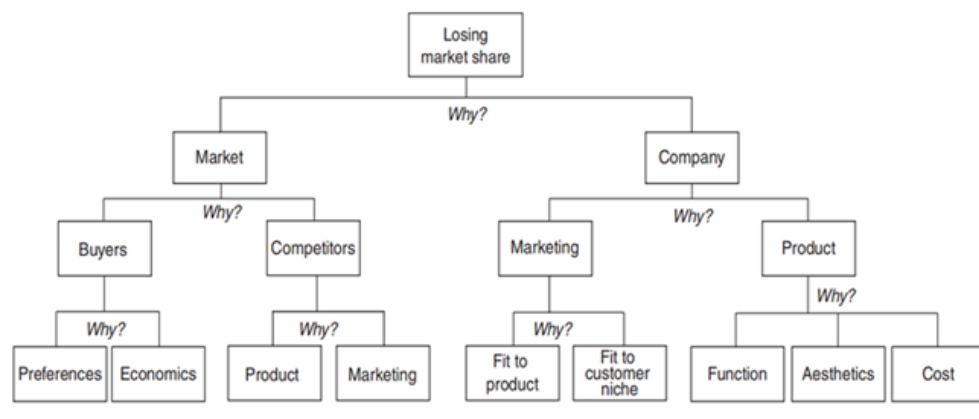 Losing
market share
Why?
Market
Company
Why?
Why?
Buyers
Competitors
Marketing
Product
Why?
Why?
Why?
Why?
Preferences
Economics
Product
Marketing
Fit to
product
Fit to
customer
niche
Function
Aesthetics
Cost